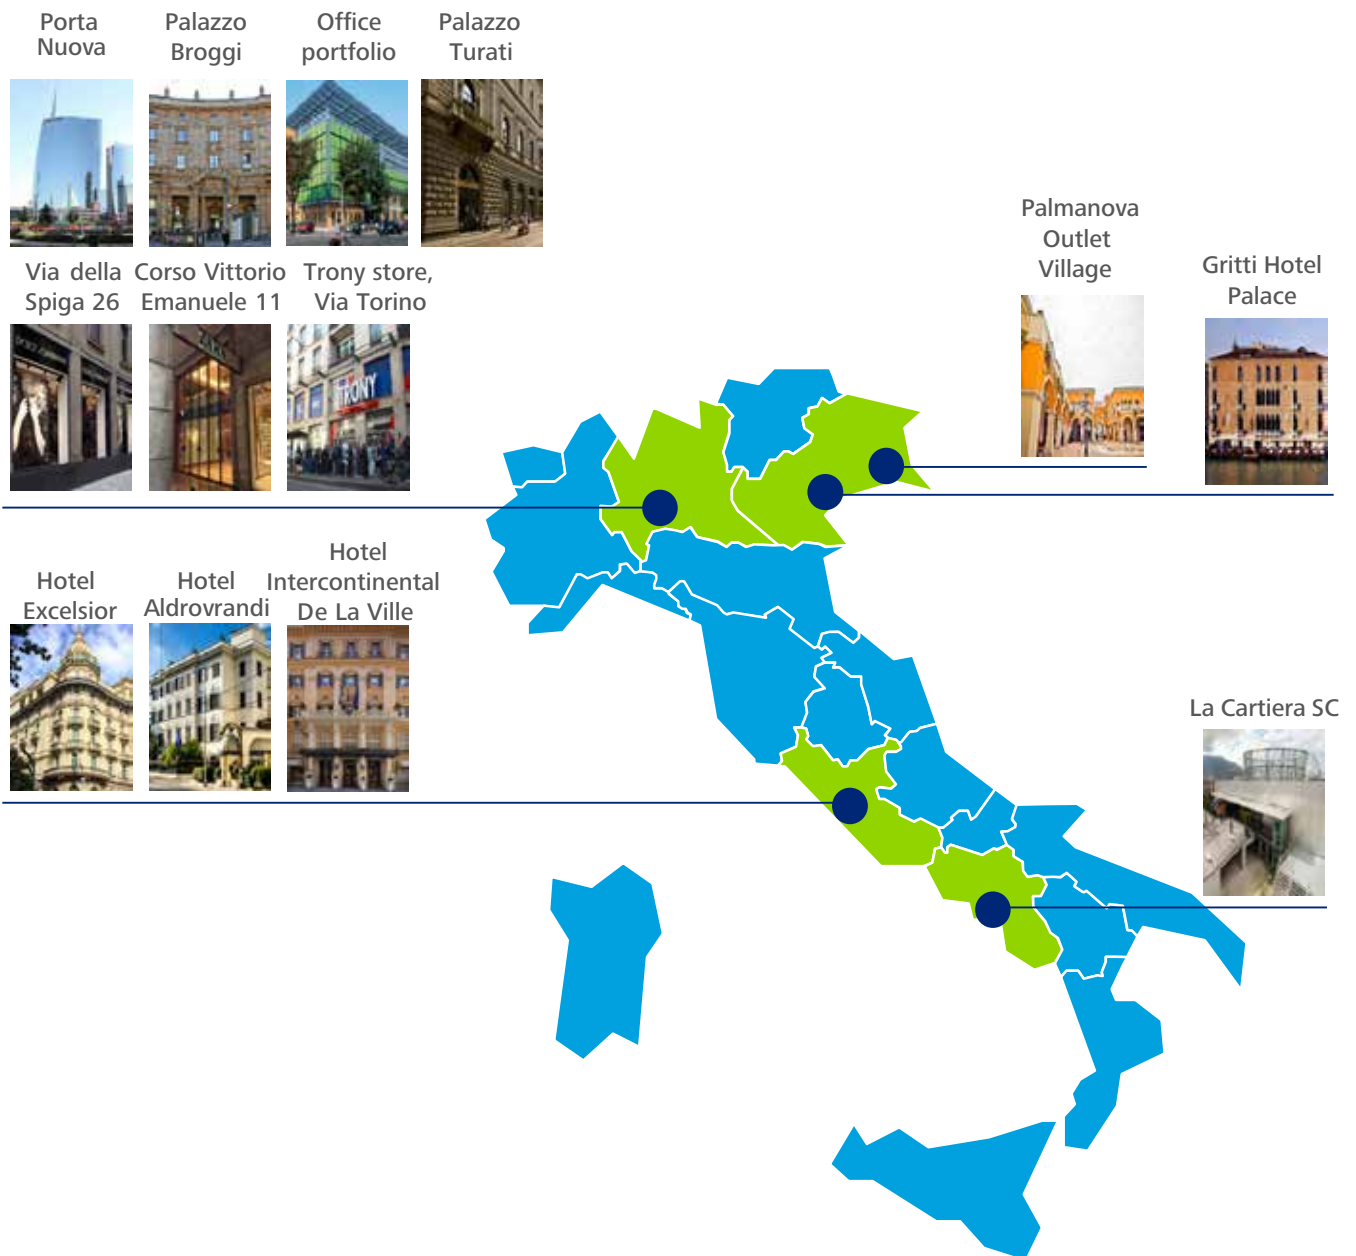 Porta
Nuova
Palazzo
Broggi
Office
portfolio
Palazzo
Turati
Via della
Spiga 26
Corso Vittorio
Emanuele 11
Trony store,
Via Torino
TRONY
Palmanova
Outlet
Village
Gritti Hotel
Palace
Hotel
Excelsior
Hotel
Aldrovrandi
Hotel
Intercontinental
De La Ville
La Cartiera SC